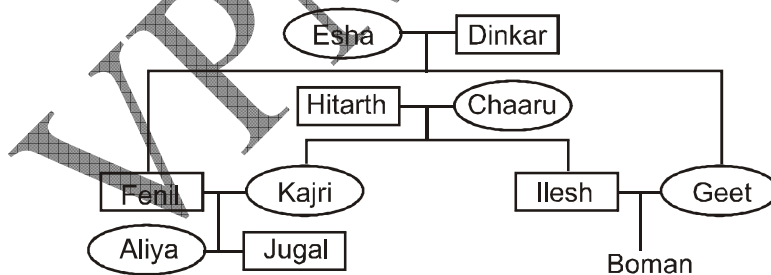 Esha Dinkar
Hitarth Chaaru
Fenil Kajri Ilesh Geet
Aliya Jugal
Boman